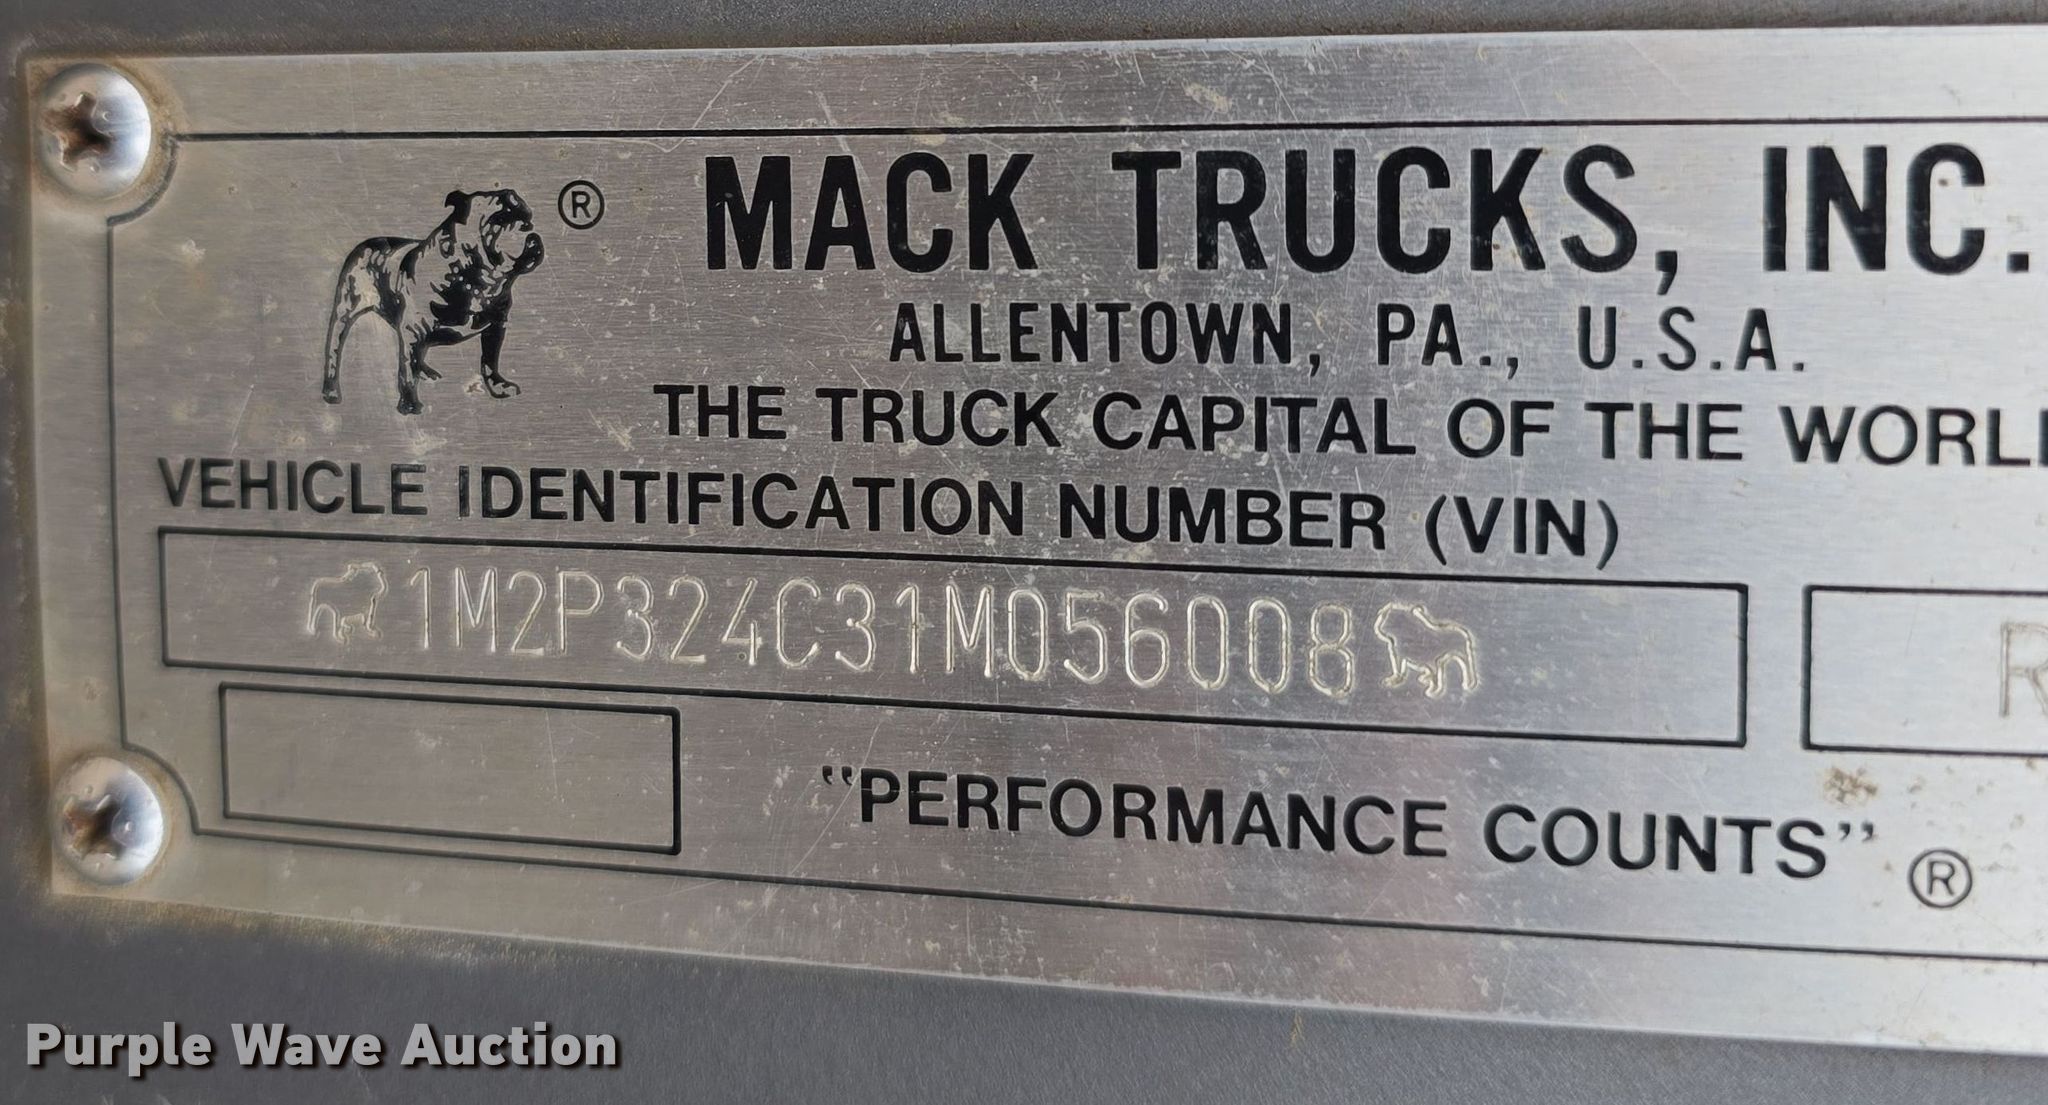 ® MACK TRUCKS, INC.
ALLENTOWN, PA., U.S.A.
THE TRUCK CAPITAL OF THE WORL
VEHICLE IDENTIFICATION NUMBER (VIN)
1M2P324C31M056008 R
"PERFORMANCE COUNTS" ®
Purple Wave Auction